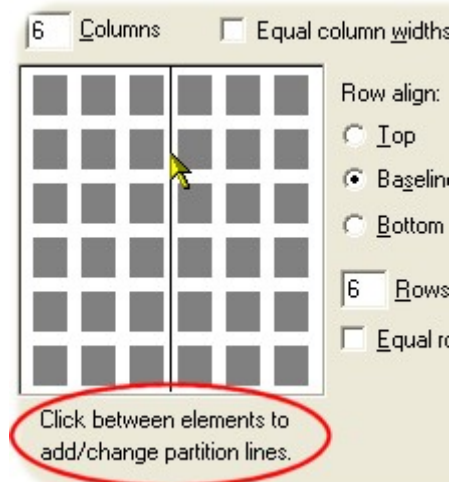 6 Columns Equal column widths
Row align:
Top
Baseline
Bottom
6 Rows
Equal
Click between elements to
add/change partition lines.